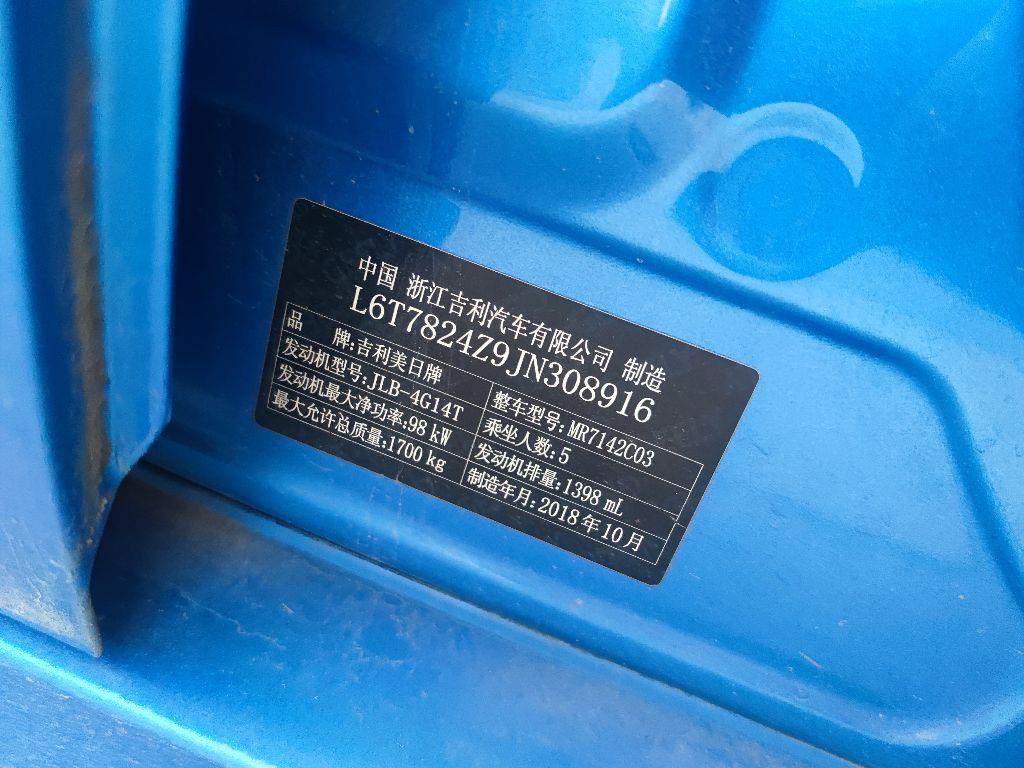 中国 浙江吉利汽车有限公司 制造
L6T7824Z9JN308916
品 牌:吉利美日牌 整车型号:MR7142C03
发动机型号:JLB-4G14T 乘坐人数:5
发动机最大净功率:98 kW 发动机排量:1398 mL
最大允许总质量:1700 kg 制造年月:2018年10月